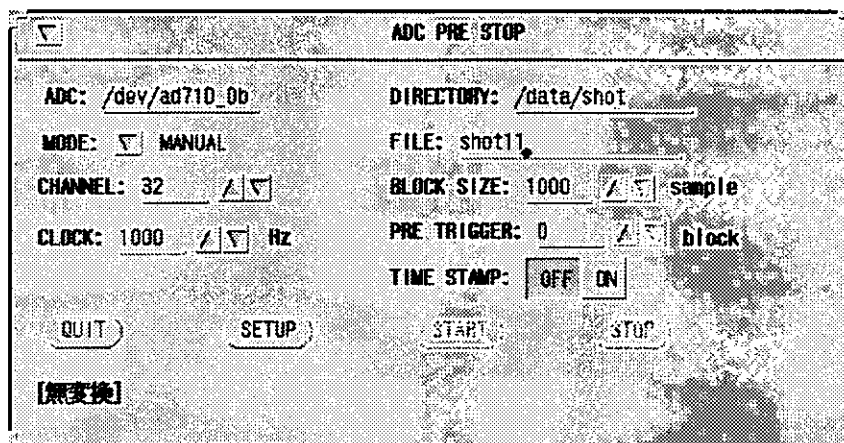 ADC PRE STOP
ADC: /dev/ad710_0b DIRECTORY: /data/shot
MODE: MANUAL FILE: shot11
CHANNEL: 32 BLOCK SIZE: 1000 sample
CLOCK: 1000 Hz PRE TRIGGER: 0 block
TIME STAMP: OFF ON
QUIT SETUP START STOP
[無変換]